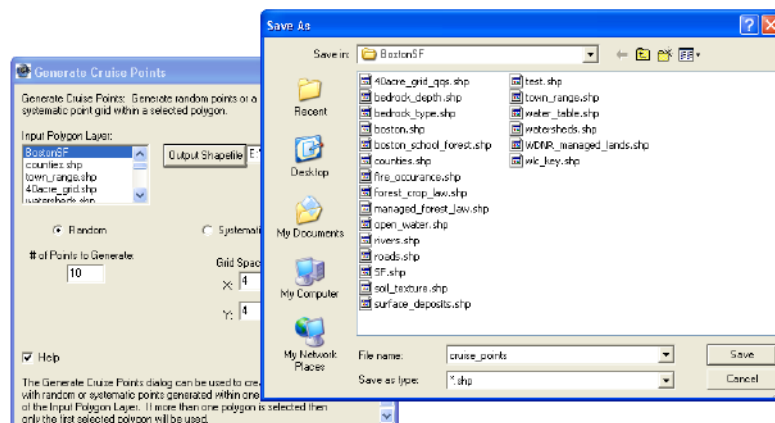 Save As
Save in:
BostonSF
Recent
Desktop
My Documents
My Computer
My Network Places
40acre_grid_qqs.shp
bedrock_depth.shp
bedrock_type.shp
boston.shp
boston_school_forest.shp
counties.shp
fire_occurance.shp
forest_crop_law.shp
managed_forest_law.shp
open_water.shp
rivers.shp
roads.shp
SF.shp
soil_texture.shp
surface_deposits.shp
test.shp
town_range.shp
water_table.shp
watersheds.shp
WDNR_managed_lands.shp
wlc_key.shp
File name:
cruise_points
Save
Save as type:
*.shp
Cancel
Generate Cruise Points
Generate Cruise Points: Generate random points or a
systematic point grid within a selected polygon.
Input Polygon Layer:
BostonSF
counties.shp
town_range.shp
40acre_grid.shp
watersheds.shp
Output Shapefile
Random
# of Points to Generate:
10
Grid
X: 4
Y: 4
Help
The Generate Cruise Points dialog can be used to
with random or systematic points generated within one
of the Input Polygon Layer. If more than one polygon is selected then
only the first selected polygon will be used.